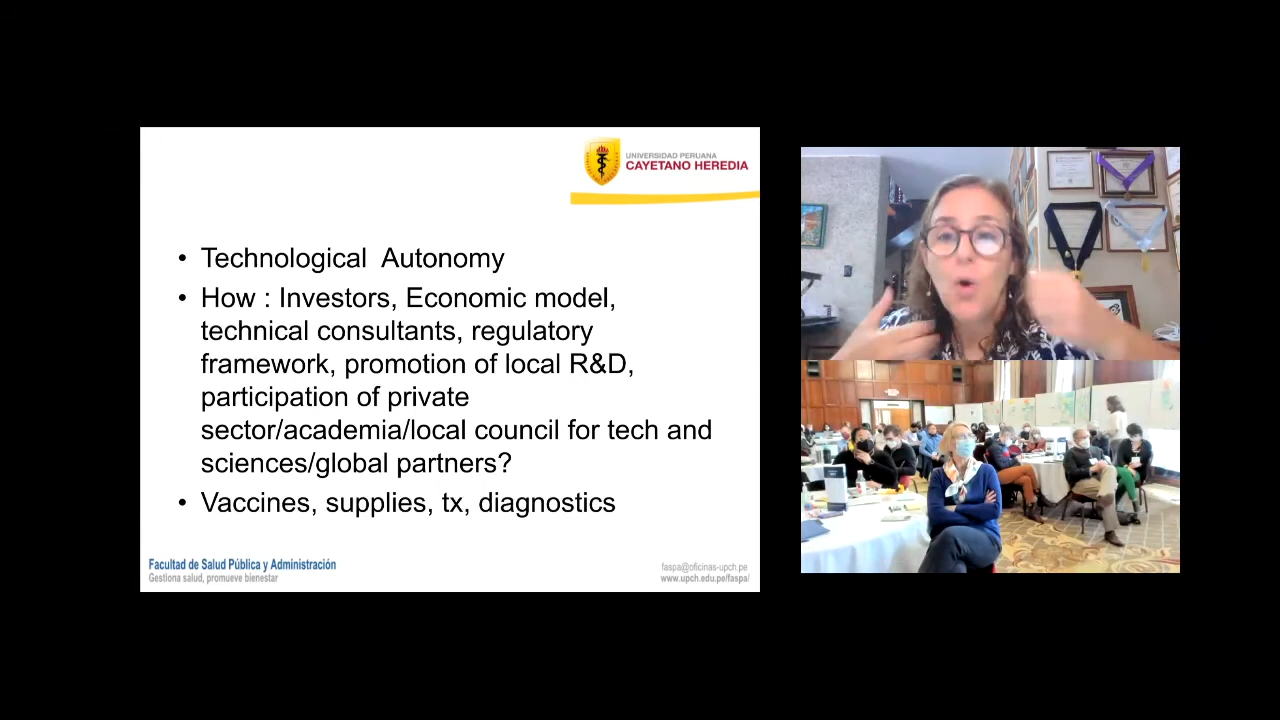 UNIVERSIDAD PERUANA
CAYETANO HEREDIA
• Technological  Autonomy
• How : Investors, Economic model,
technical consultants, regulatory
framework, promotion of local R&D,
participation of private
sector/academia/local council for tech and
sciences/global partners?
• Vaccines, supplies, tx, diagnostics
Facultad de Salud Pública y Administración
Gestiona salud, promueve bienestar
faspa@oficinas-upch.pe
www.upch.edu.pe/faspa/